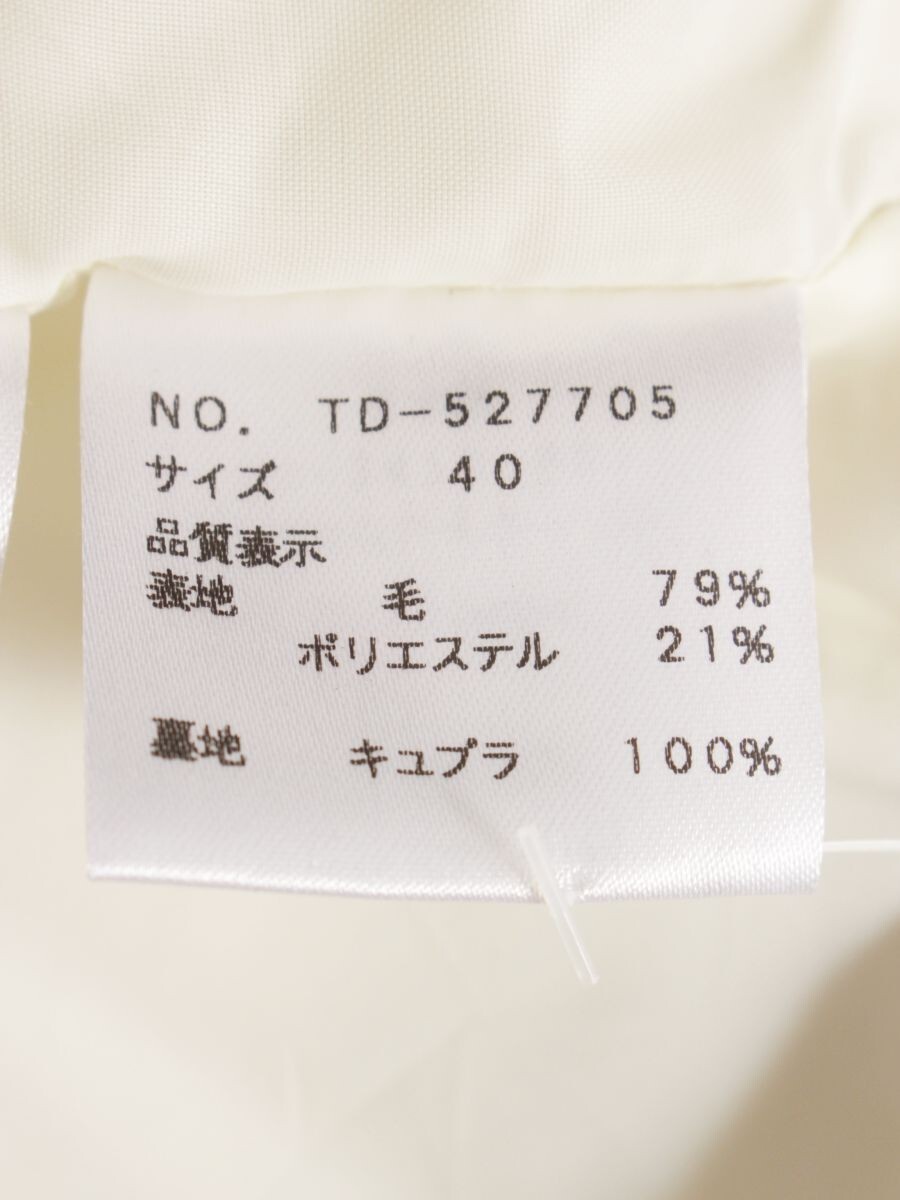 NO. TD-527705
サイズ 40
品質表示
表地 毛 79%
ポリエステル 21%
裏地 キュプラ 100%